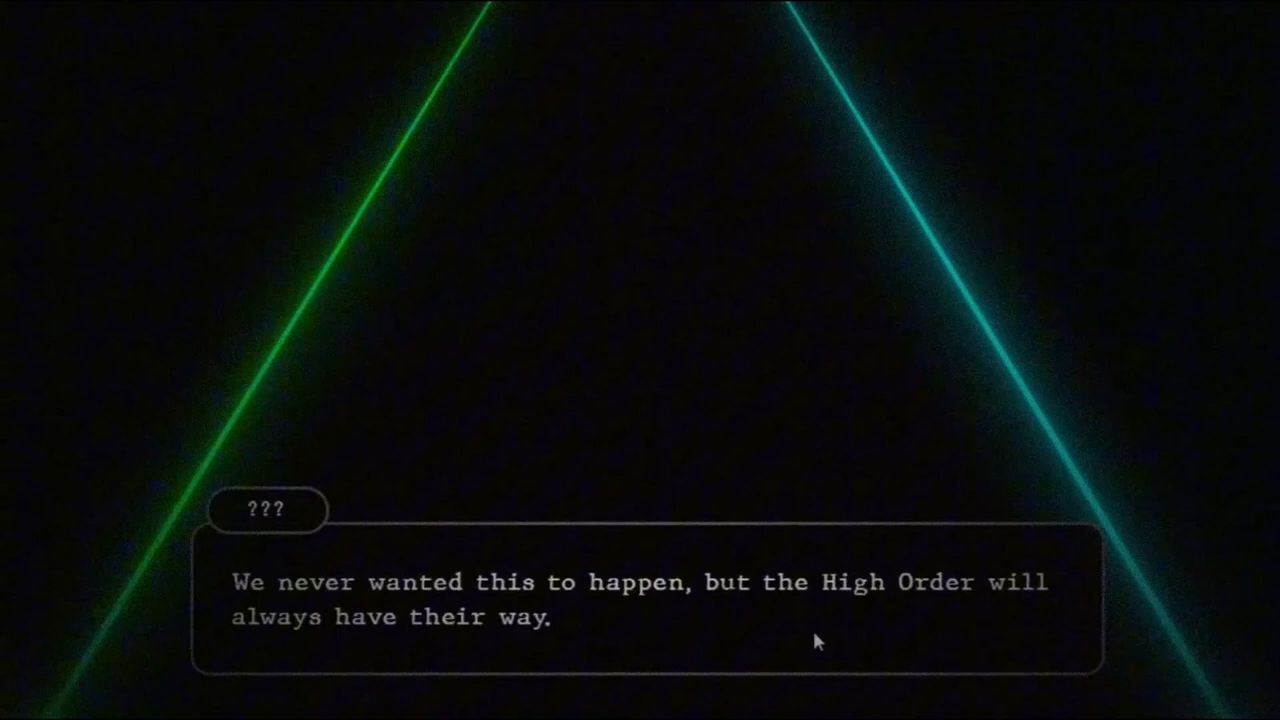 ???
We never wanted this to happen, but the High Order will
always have their way.